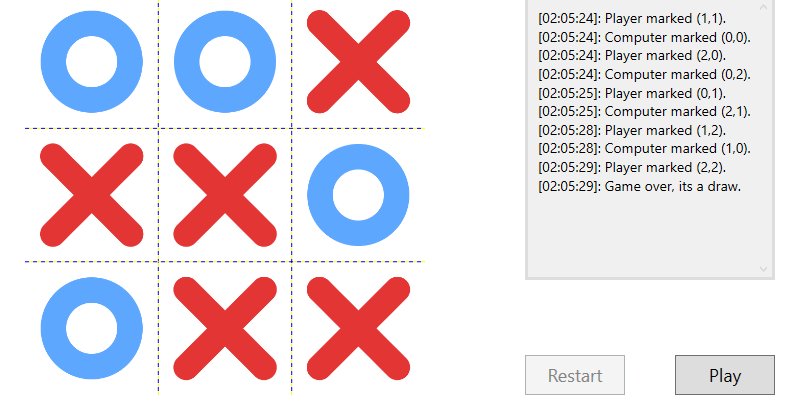 [02:05:24]: Player marked (1,1).
[02:05:24]: Computer marked (0,0).
[02:05:24]: Player marked (2,0).
[02:05:24]: Computer marked (0,2).
[02:05:25]: Player marked (0,1).
[02:05:25]: Computer marked (2,1).
[02:05:28]: Player marked (1,2).
[02:05:28]: Computer marked (1,0).
[02:05:29]: Player marked (2,2).
[02:05:29]: Game over, its a draw.
Restart
Play